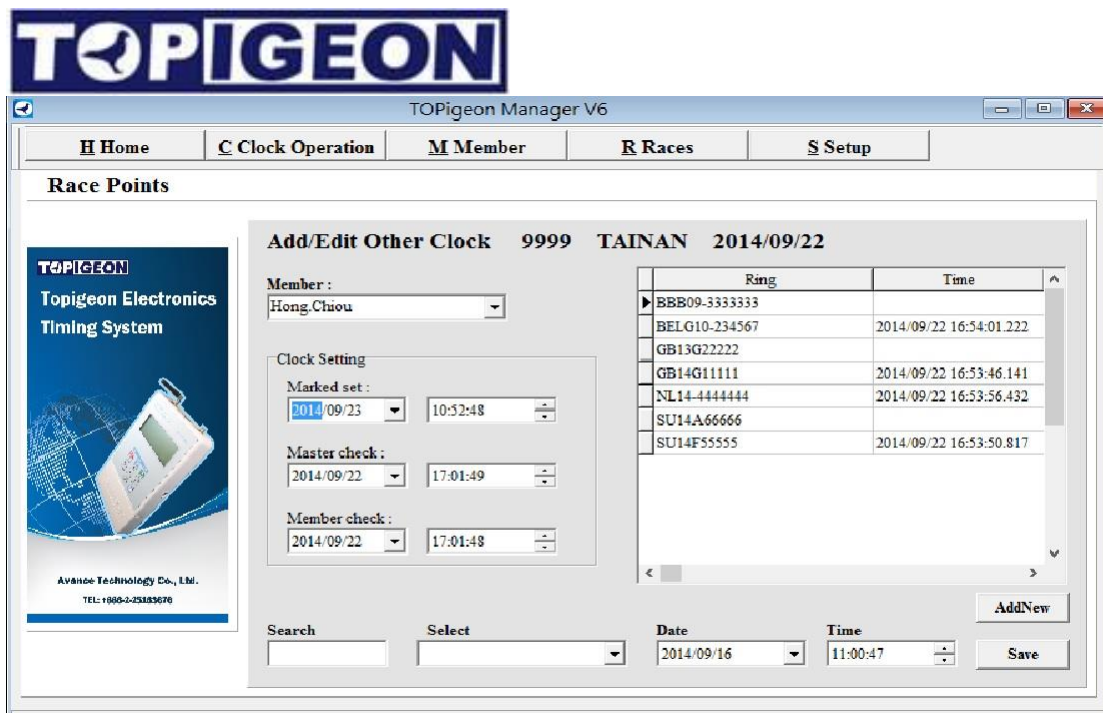 TOPIGEON
TOPigeon Manager V6
H Home C Clock Operation M Member R Races S Setup
Race Points
TOPIGEON
Topigeon Electronics
Timing System
Avance Technology Co., Ltd.
Add/Edit Other Clock 9999 TAINAN 2014/09/22
Member :
Hong.Chiou
Clock Setting
Marked set :
2014/09/23 10:52:48
Master check :
2014/09/22 17:01:49
Member check :
2014/09/22 17:01:48
Ring Time
BBB09-3333333
BELG10-234567 2014/09/22 16:54:01.222
GB13G22222
GB14G11111 2014/09/22 16:53:46.141
NL14-4444444 2014/09/22 16:53:56.432
SU14A66666
SU14F55555 2014/09/22 16:53:50.817
AddNew
Search Select Date Time
2014/09/16 11:00:47 Save